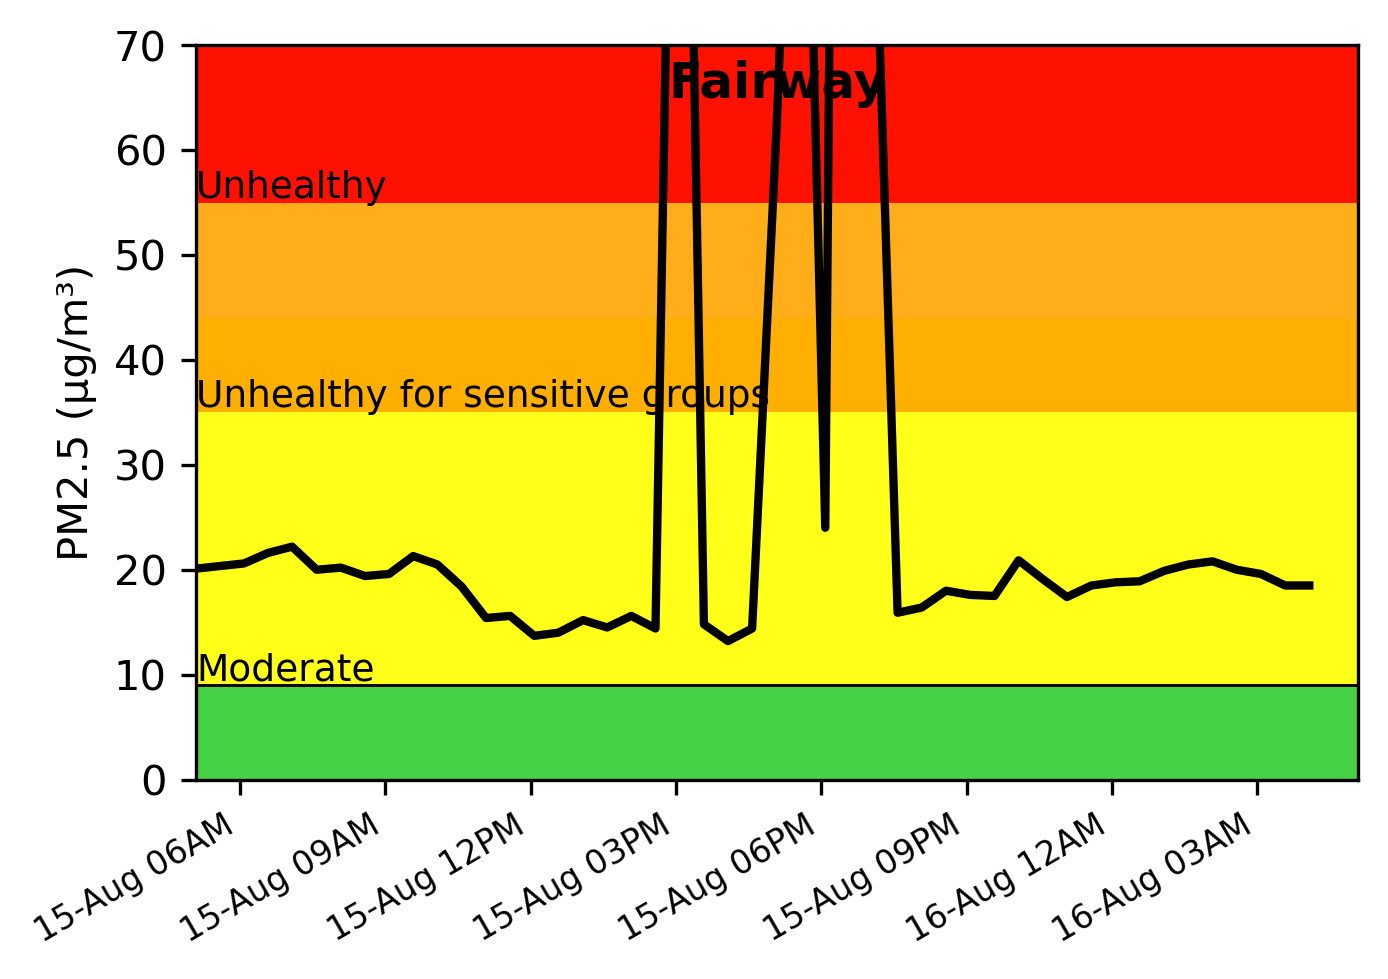 Fairway
PM2.5 (µg/m³)
70
60
50
40
30
20
10
0
Unhealthy
Unhealthy for sensitive groups
Moderate
15-Aug 06AM
15-Aug 09AM
15-Aug 12PM
15-Aug 03PM
15-Aug 06PM
15-Aug 09PM
16-Aug 12AM
16-Aug 03AM